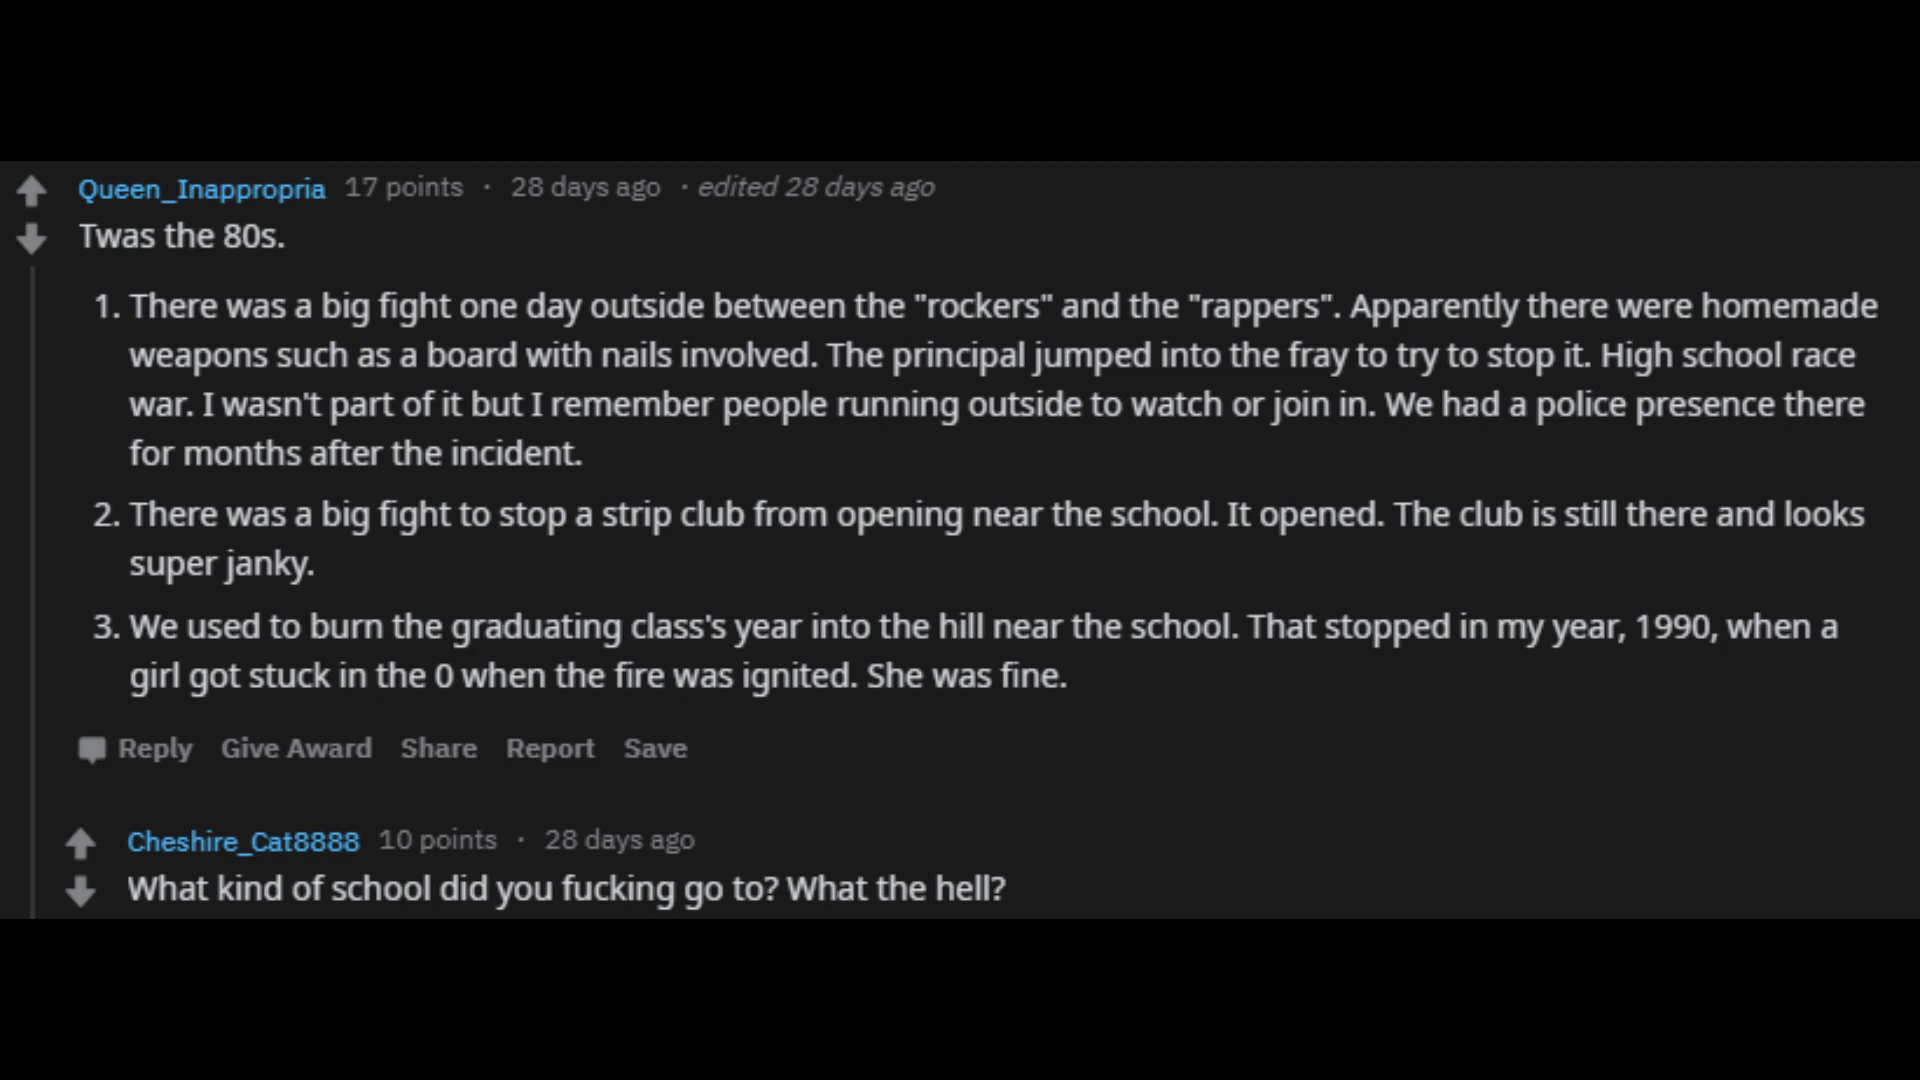 Queen_Inappropria 17 points · 28 days ago · edited 28 days ago
Twas the 80s.
1. There was a big fight one day outside between the "rockers" and the "rappers". Apparently there were homemade
weapons such as a board with nails involved. The principal jumped into the fray to try to stop it. High school race
war. I wasn't part of it but I remember people running outside to watch or join in. We had a police presence there
for months after the incident.
2. There was a big fight to stop a strip club from opening near the school. It opened. The club is still there and looks
super janky.
3. We used to burn the graduating class's year into the hill near the school. That stopped in my year, 1990, when a
girl got stuck in the 0 when the fire was ignited. She was fine.
Reply Give Award Share Report Save
Cheshire_Cat8888 10 points · 28 days ago
What kind of school did you fucking go to? What the hell?